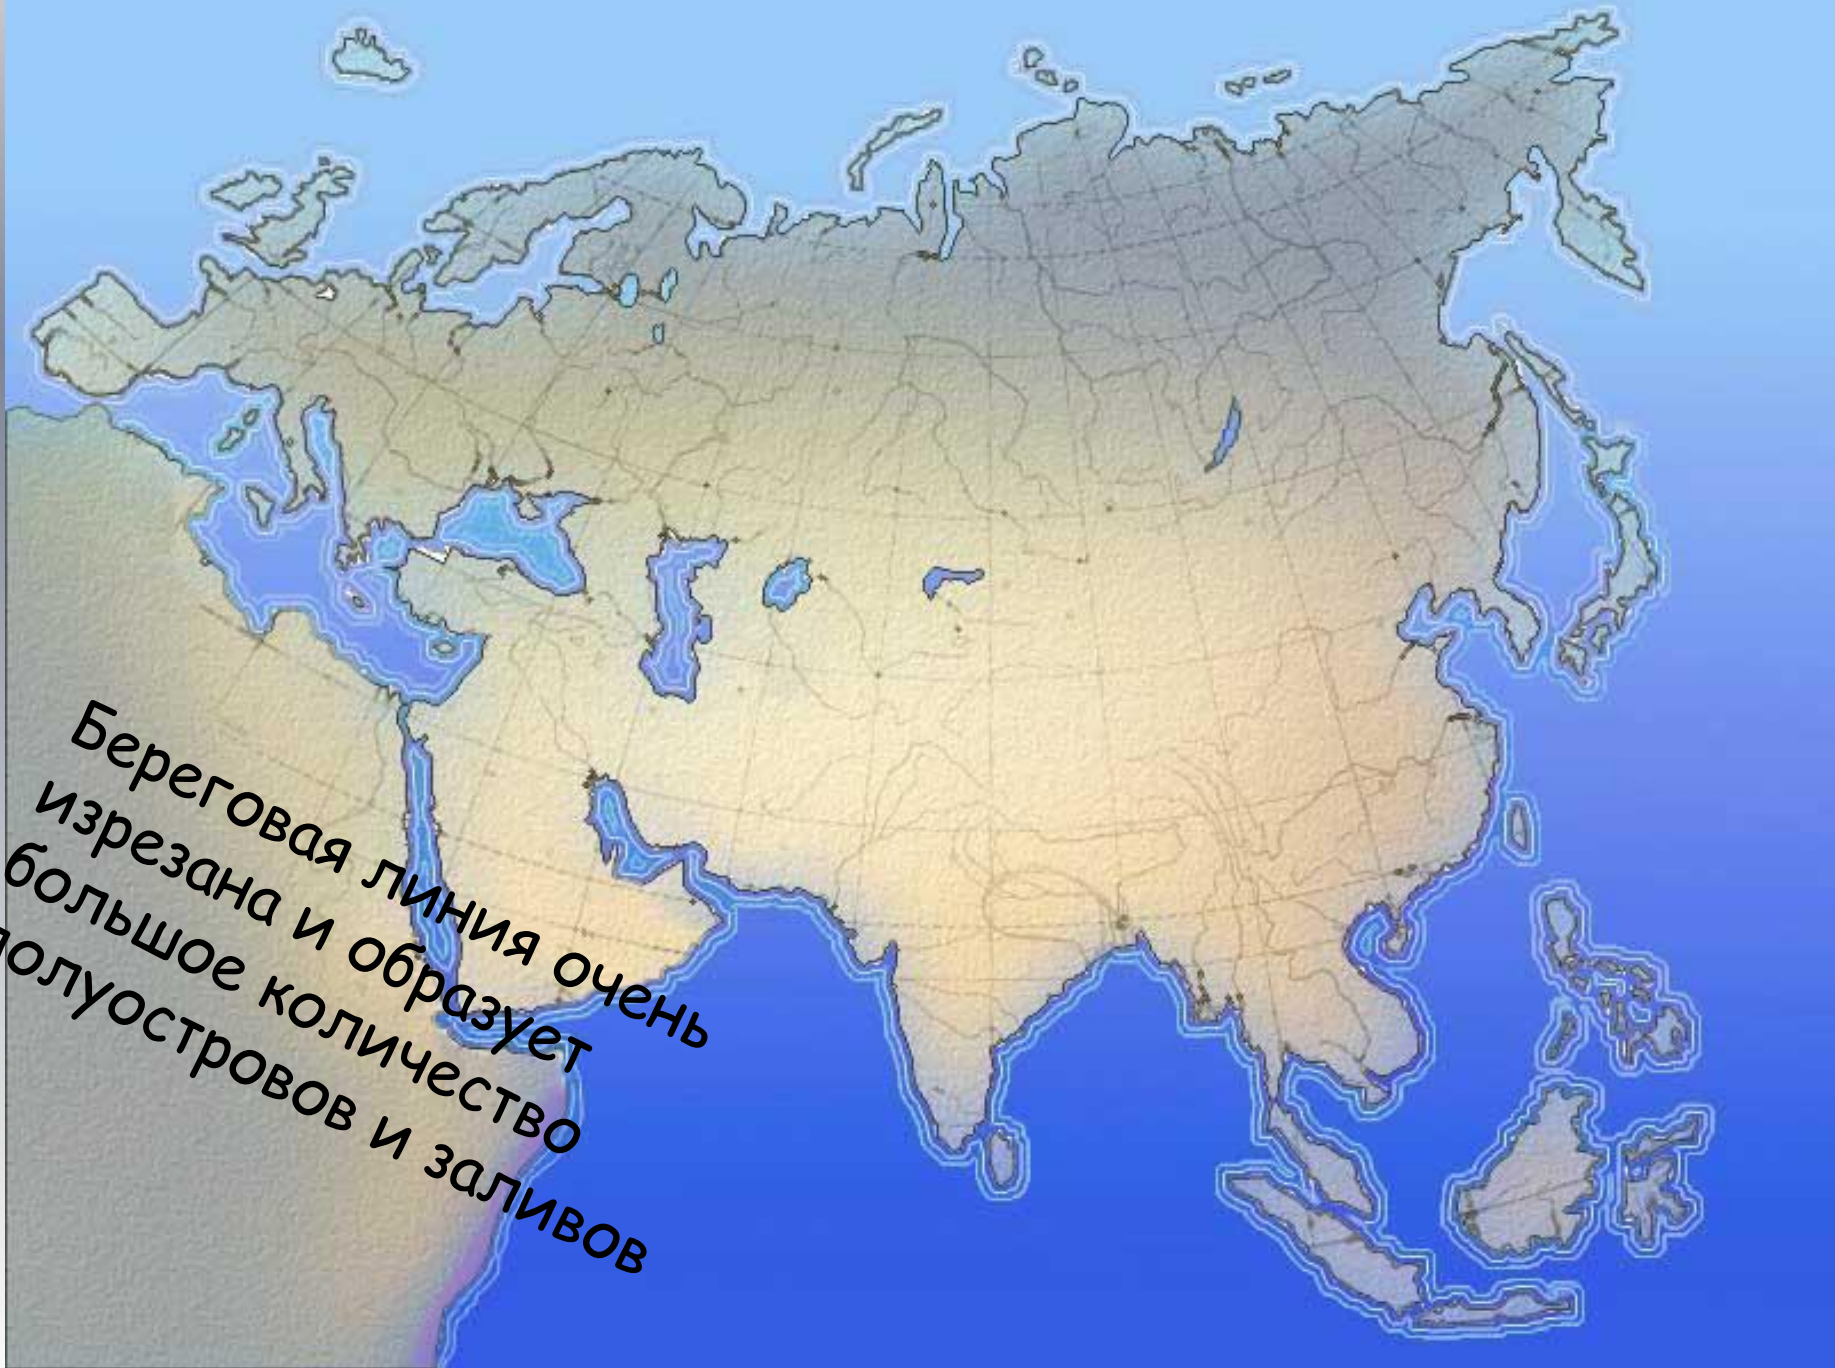 Береговая линия очень
изрезана и образует
большое количество
полуостровов и заливов